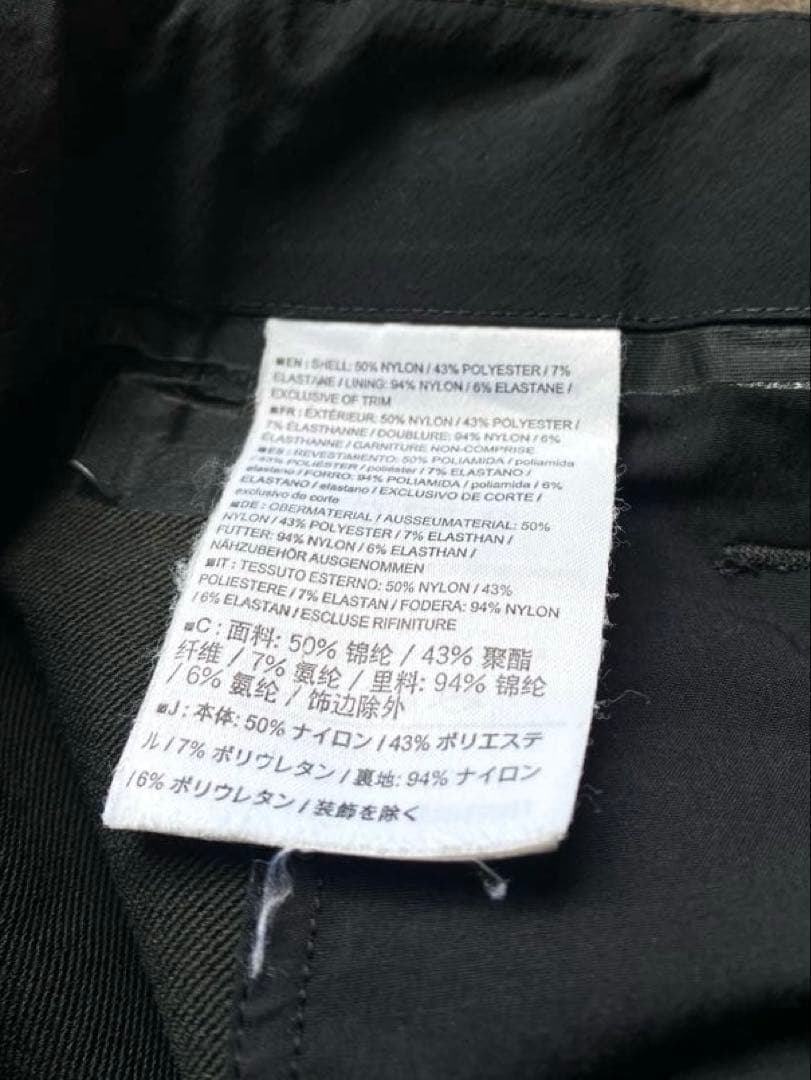 ■EN : SHELL: 50% NYLON / 43% POLYESTER / 7%
ELASTANE / LINING: 94% NYLON / 6% ELASTANE /
EXCLUSIVE OF TRIM
■FR : EXTÉRIEUR: 50% NYLON / 43% POLYESTER /
7% ÉLASTHANNE / DOUBLURE: 94% NYLON / 6%
ÉLASTHANNE / GARNITURE NON-COMPRISE
■ES : REVESTIMIENTO: 50% POLIAMIDA / poliamida
/ 43% POLIÉSTER / poliéster / 7% ELASTANO /
elastano / FORRO: 94% POLIAMIDA / poliamida / 6%
ELASTANO / elastano / EXCLUSIVO DE CORTE /
exclusivo de corte
■DE : OBERMATERIAL / AUSSEUMATERIAL: 50%
NYLON / 43% POLYESTER / 7% ELASTHAN /
FUTTER: 94% NYLON / 6% ELASTHAN /
NÄHZUBEHÖR AUSGENOMMEN
■IT : TESSUTO ESTERNO: 50% NYLON / 43%
POLIESTERE / 7% ELASTAN / FODERA: 94% NYLON
/ 6% ELASTAN / ESCLUSE RIFINITURE
■C : 面料: 50% 锦纶 / 43% 聚酯
纤维 / 7% 氨纶 / 里料: 94% 锦纶
/ 6% 氨纶 / 饰边除外
■J : 本体: 50% ナイロン / 43% ポリエステ
ル / 7% ポリウレタン / 裏地: 94% ナイロン
/ 6% ポリウレタン / 装飾を除く